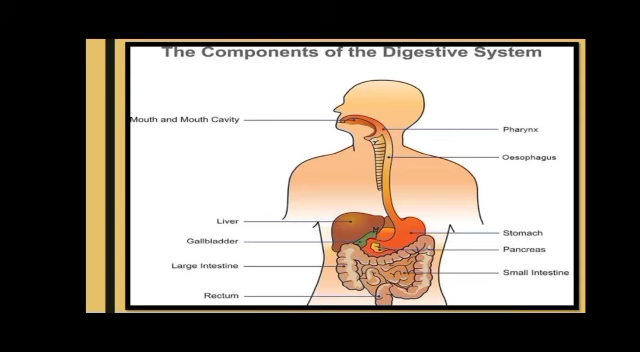 The Components of the Digestive System
Mouth and Mouth Cavity
Pharynx
Oesophagus
Liver
Gallbladder
Large Intestine
Rectum
Stomach
Pancreas
Small Intestine